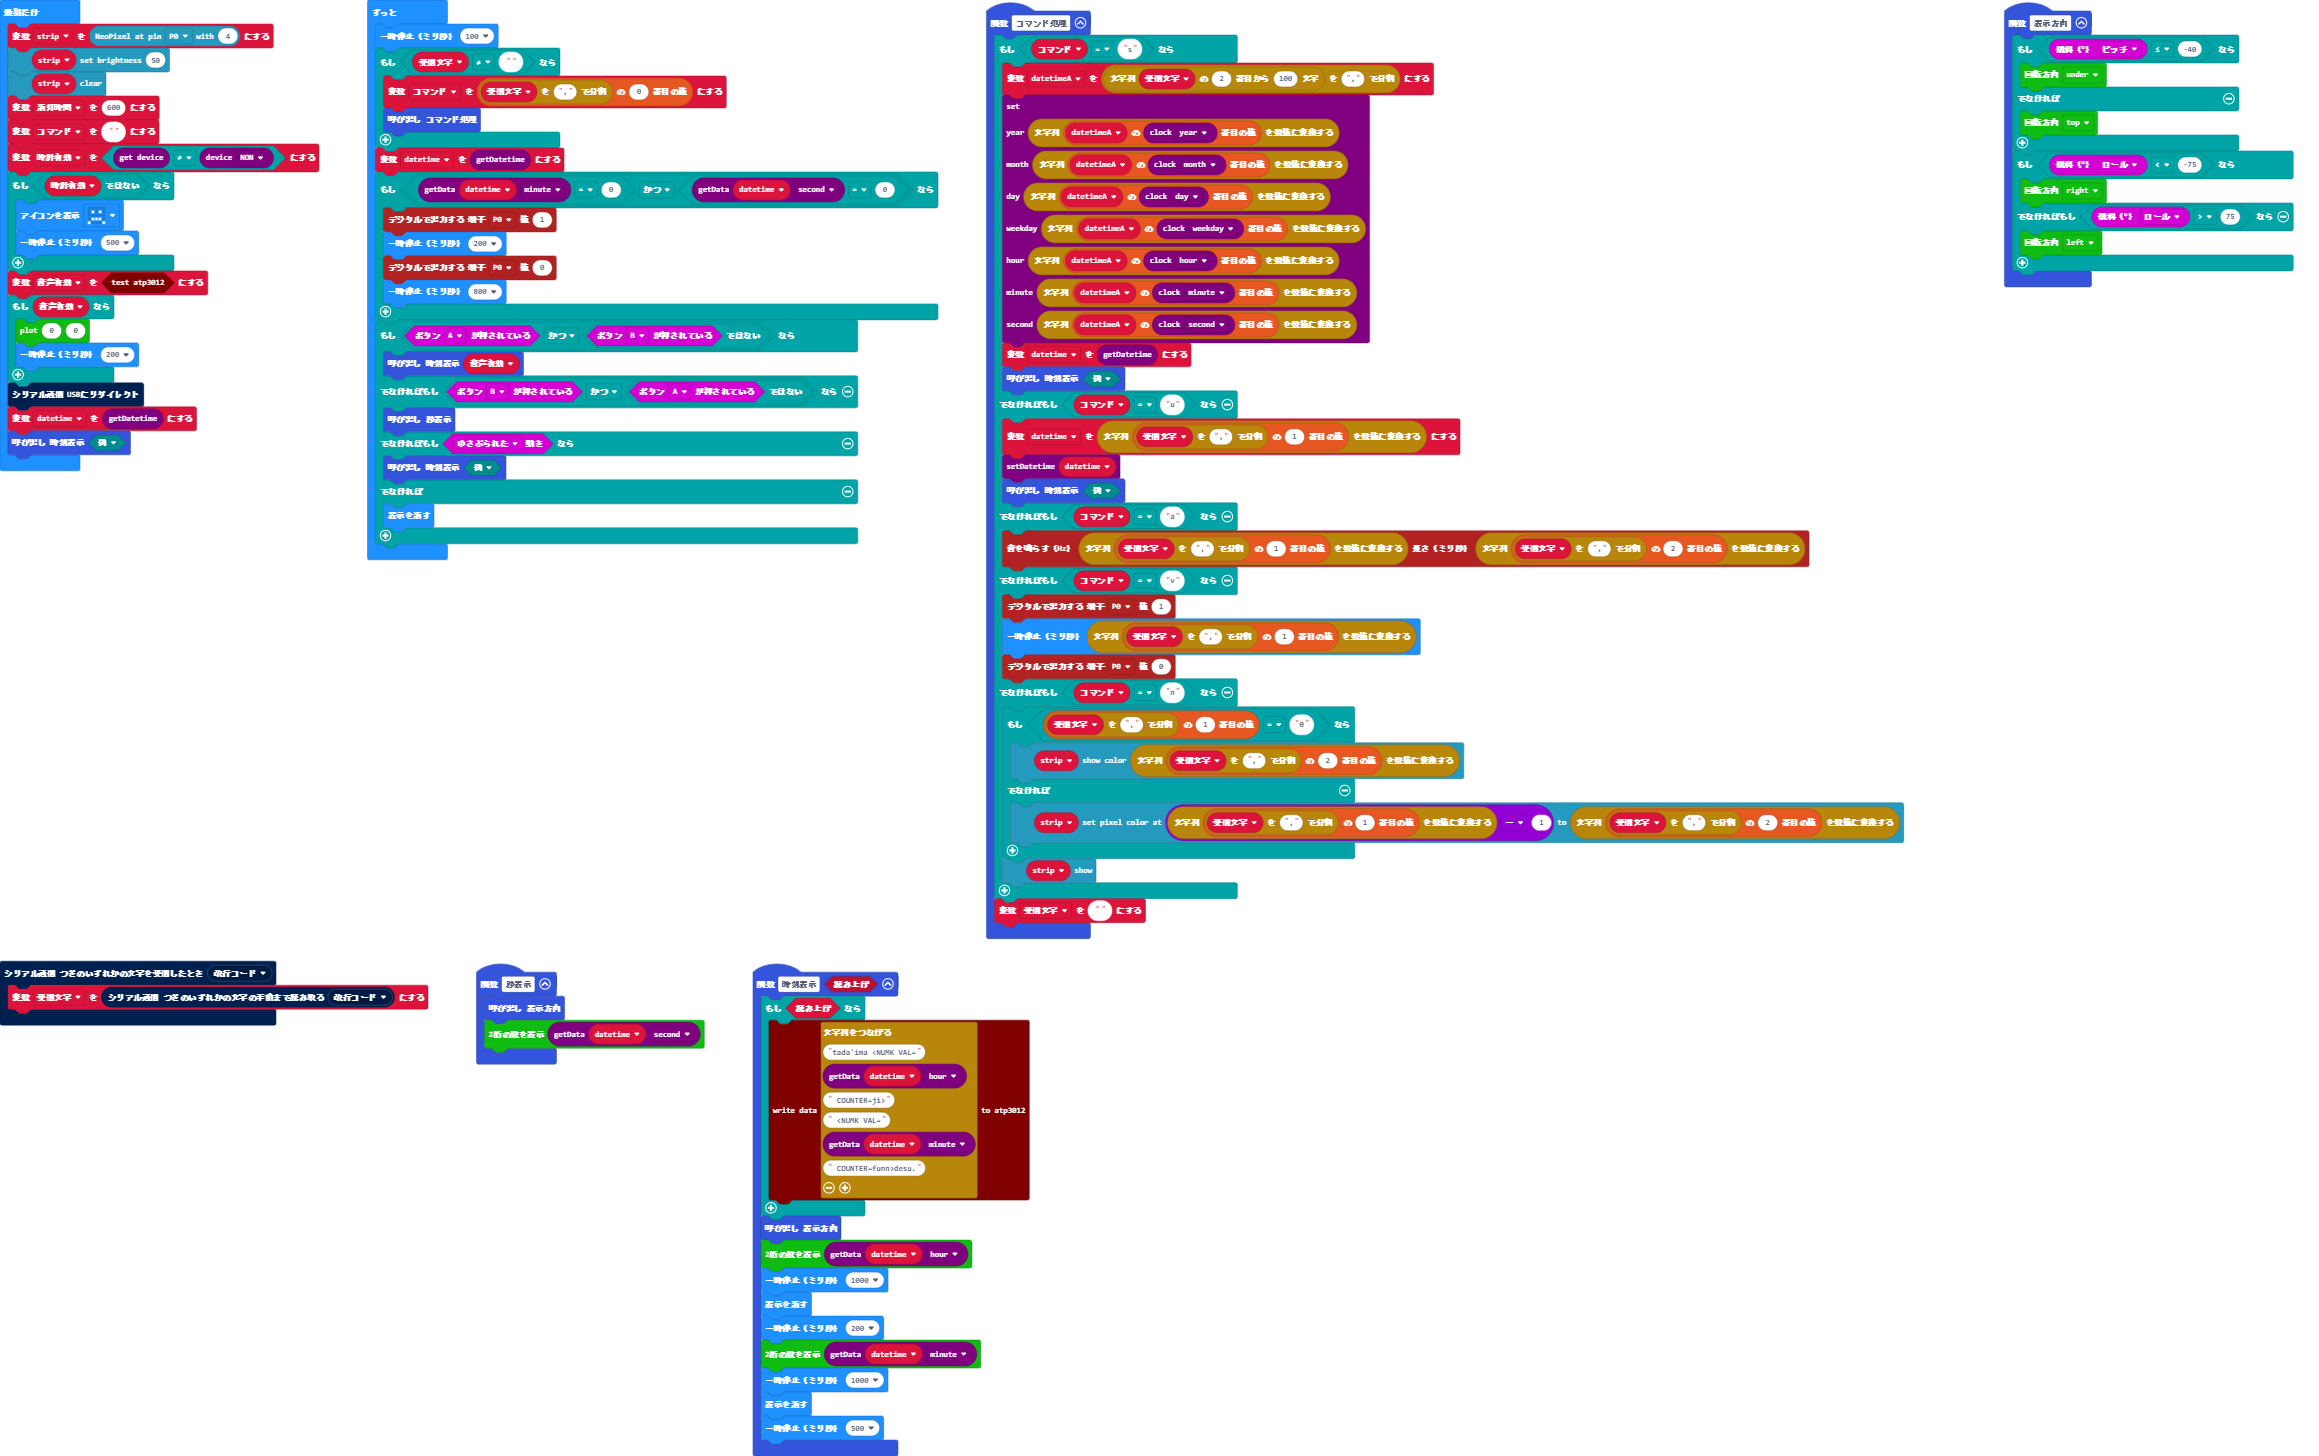 最初だけ
変数 strip ▼ を NeoPixel at pin P0 ▼ with 4 にする
strip ▼ set brightness 50
strip ▼ clear
変数 消灯時間 ▼ を 600 にする
変数 コマンド ▼ を "" にする
変数 時計有効 ▼ を get device ≠ ▼ device NON ▼ にする
もし 時計有効 ▼ ではない なら
アイコンを表示
一時停止（ミリ秒） 500 ▼
変数 音声有効 ▼ を test atp3012 にする
もし 音声有効 ▼ なら
plot 0 0
一時停止（ミリ秒） 200 ▼
シリアル通信 USBにリダイレクト
変数 datetime ▼ を getDatetime にする
呼び出し 時刻表示 偽 ▼
ずっと
一時停止（ミリ秒） 100 ▼
もし 受信文字 ▼ ≠ ▼ "" なら
変数 コマンド ▼ を 受信文字 ▼ を "," で分割 の 0 番目の値 にする
呼び出し コマンド処理
変数 datetime ▼ を getDatetime にする
もし getData datetime ▼ minute ▼ = ▼ 0 かつ ▼ getData datetime ▼ second ▼ = ▼ 0 なら
デジタルで出力する 端子 P0 ▼ 値 1
一時停止（ミリ秒） 200 ▼
デジタルで出力する 端子 P0 ▼ 値 0
一時停止（ミリ秒） 800 ▼
もし ボタン A ▼ が押されている かつ ▼ ボタン B ▼ が押されている ではない なら
呼び出し 時刻表示 音声有効 ▼
でなければもし ボタン B ▼ が押されている かつ ▼ ボタン A ▼ が押されている ではない なら
呼び出し 秒表示
でなければもし ゆさぶられた ▼ 動き なら
呼び出し 時刻表示 偽 ▼
でなければ
表示を消す
関数 コマンド処理
もし コマンド ▼ = ▼ "s" なら
変数 datetimeA ▼ を 文字列 受信文字 ▼ の 2 番目から 100 文字 を "," で分割 にする
set
year 文字列 datetimeA ▼ の clock year ▼ 番目の値 を数値に変換する
month 文字列 datetimeA ▼ の clock month ▼ 番目の値 を数値に変換する
day 文字列 datetimeA ▼ の clock day ▼ 番目の値 を数値に変換する
weekday 文字列 datetimeA ▼ の clock weekday ▼ 番目の値 を数値に変換する
hour 文字列 datetimeA ▼ の clock hour ▼ 番目の値 を数値に変換する
minute 文字列 datetimeA ▼ の clock minute ▼ 番目の値 を数値に変換する
second 文字列 datetimeA ▼ の clock second ▼ 番目の値 を数値に変換する
変数 datetime ▼ を getDatetime にする
呼び出し 時刻表示 偽 ▼
でなければもし コマンド ▼ = ▼ "u" なら
変数 datetime ▼ を 文字列 受信文字 ▼ を "," で分割 の 1 番目の値 を数値に変換する にする
setDatetime datetime ▼
呼び出し 時刻表示 偽 ▼
でなければもし コマンド ▼ = ▼ "a" なら
音を鳴らす（Hz） 文字列 受信文字 ▼ を "," で分割 の 1 番目の値 を数値に変換する 長さ（ミリ秒） 文字列 受信文字 ▼ を "," で分割 の 2 番目の値 を数値に変換する
でなければもし コマンド ▼ = ▼ "v" なら
デジタルで出力する 端子 P0 ▼ 値 1
一時停止（ミリ秒） 文字列 受信文字 ▼ を "," で分割 の 1 番目の値 を数値に変換する
デジタルで出力する 端子 P0 ▼ 値 0
でなければもし コマンド ▼ = ▼ "n" なら
もし 受信文字 ▼ を "," で分割 の 1 番目の値 = ▼ "0" なら
strip ▼ show color 文字列 受信文字 ▼ を "," で分割 の 2 番目の値 を数値に変換する
でなければ
strip ▼ set pixel color at 文字列 受信文字 ▼ を "," で分割 の 1 番目の値 を数値に変換する - ▼ 1 to 文字列 受信文字 ▼ を "," で分割 の 2 番目の値 を数値に変換する
strip ▼ show
変数 受信文字 ▼ を "" にする
関数 表示方向
もし 傾斜（°） ピッチ ▼ ≤ ▼ -40 なら
回転方向 under ▼
でなければ
回転方向 top ▼
もし 傾斜（°） ロール ▼ < ▼ -75 なら
回転方向 right ▼
でなければもし 傾斜（°） ロール ▼ > ▼ 75 なら
回転方向 left ▼
シリアル通信 つぎのいずれかの文字を受信したとき 改行コード ▼
変数 受信文字 ▼ を シリアル通信 つぎのいずれかの文字の手前まで読み取る 改行コード ▼ にする
関数 秒表示
呼び出し 表示方向
2桁の数を表示 getData datetime ▼ second ▼
関数 時刻表示 読み上げ
もし 読み上げ なら
write data
文字列をつなげる
"tada'ima <NUMK VAL="
getData datetime ▼ hour ▼
" COUNTER=ji>"
" <NUMK VAL="
getData datetime ▼ minute ▼
" COUNTER=funn>desu."
to atp3012
呼び出し 表示方向
2桁の数を表示 getData datetime ▼ hour ▼
一時停止（ミリ秒） 1000 ▼
表示を消す
一時停止（ミリ秒） 200 ▼
2桁の数を表示 getData datetime ▼ minute ▼
一時停止（ミリ秒） 1000 ▼
表示を消す
一時停止（ミリ秒） 500 ▼